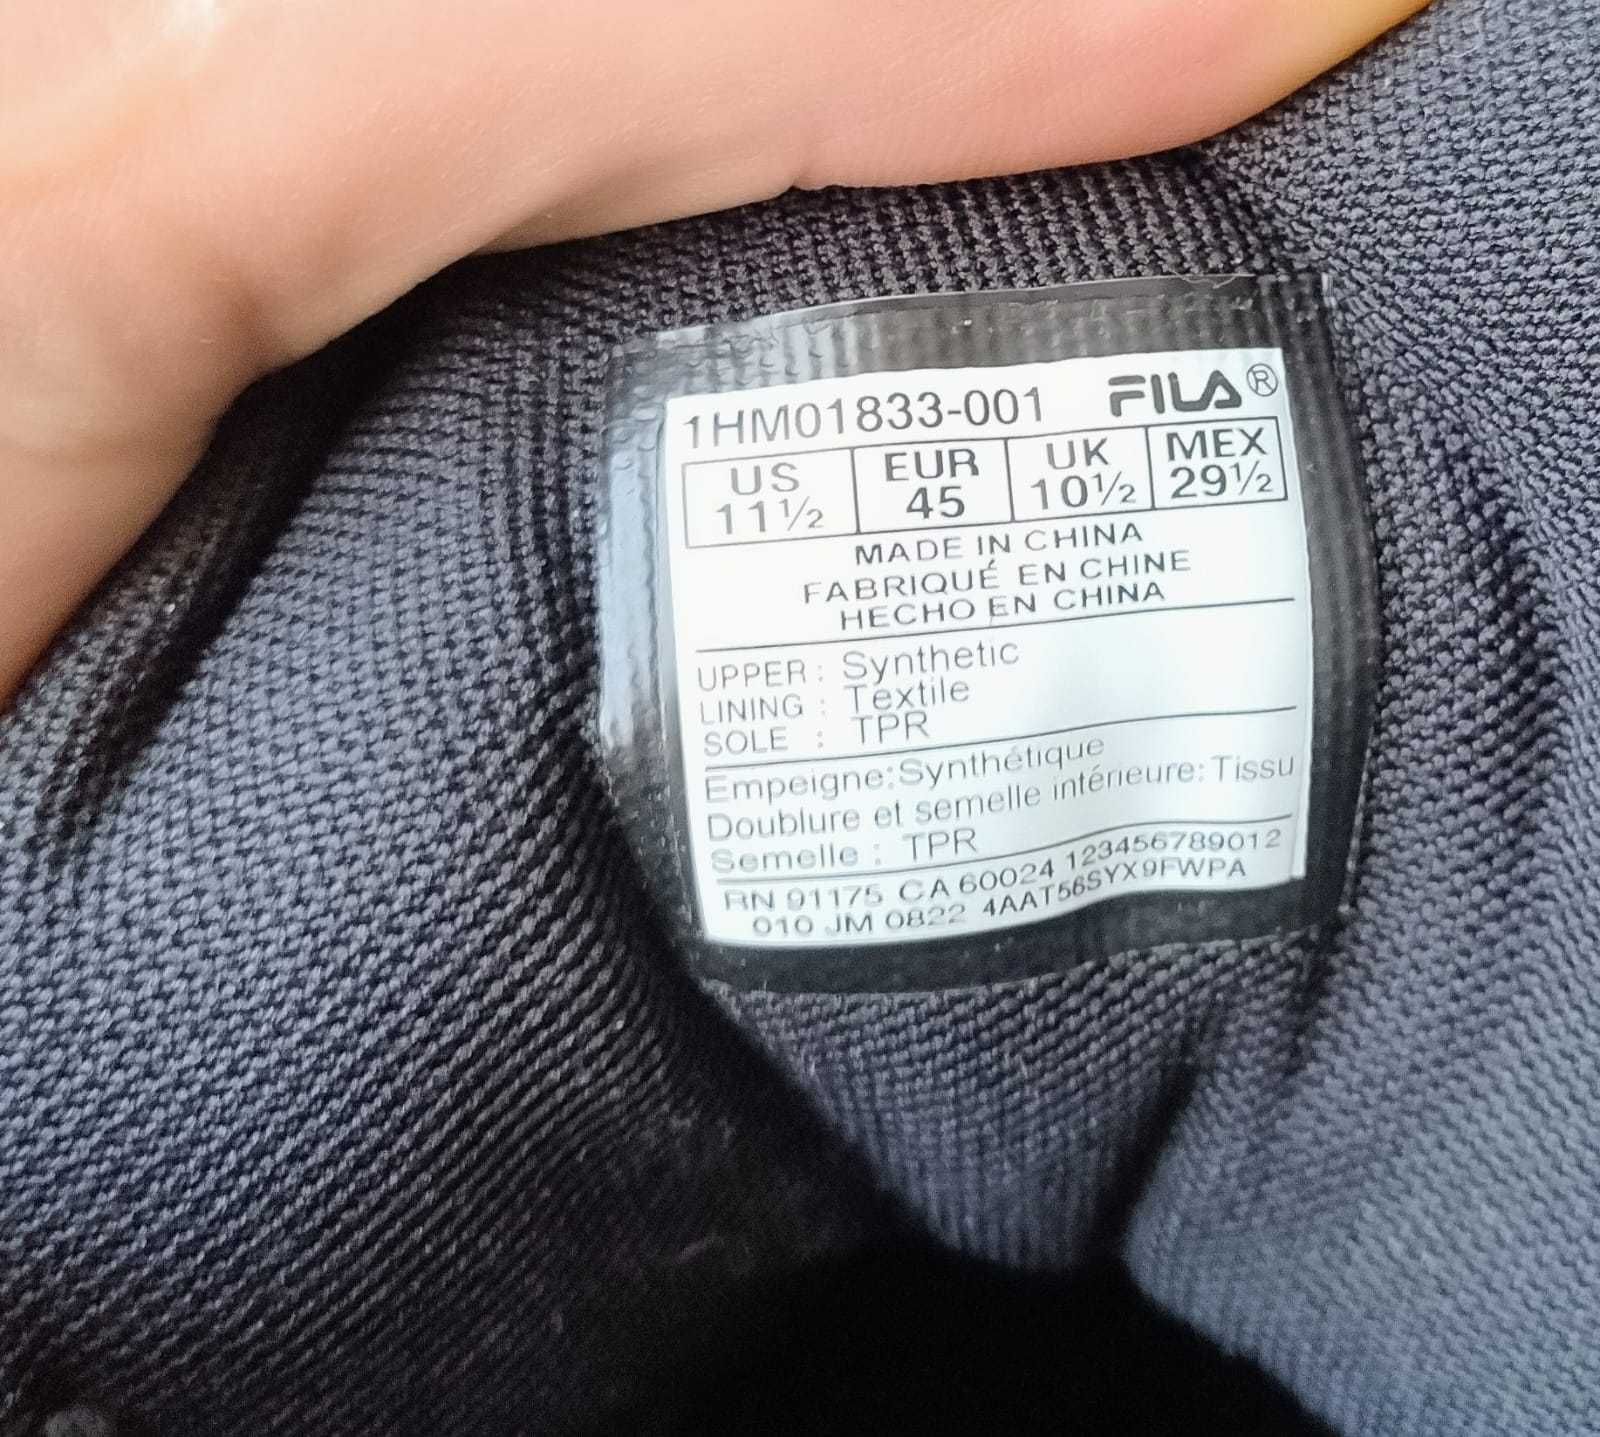 1HM01833-001 FILA®
US EUR UK MEX
11½ 45 10½ 29½
MADE IN CHINA
FABRIQUÉ EN CHINE
HECHO EN CHINA
UPPER : Synthetic
LINING : Textile
SOLE : TPR
Empeigne:Synthétique
Doublure et semelle intérieure:Tissu
Semelle : TPR
RN 91175 CA 60024 123456789012
010 JM 0822 4AAT56SYX9FWPA